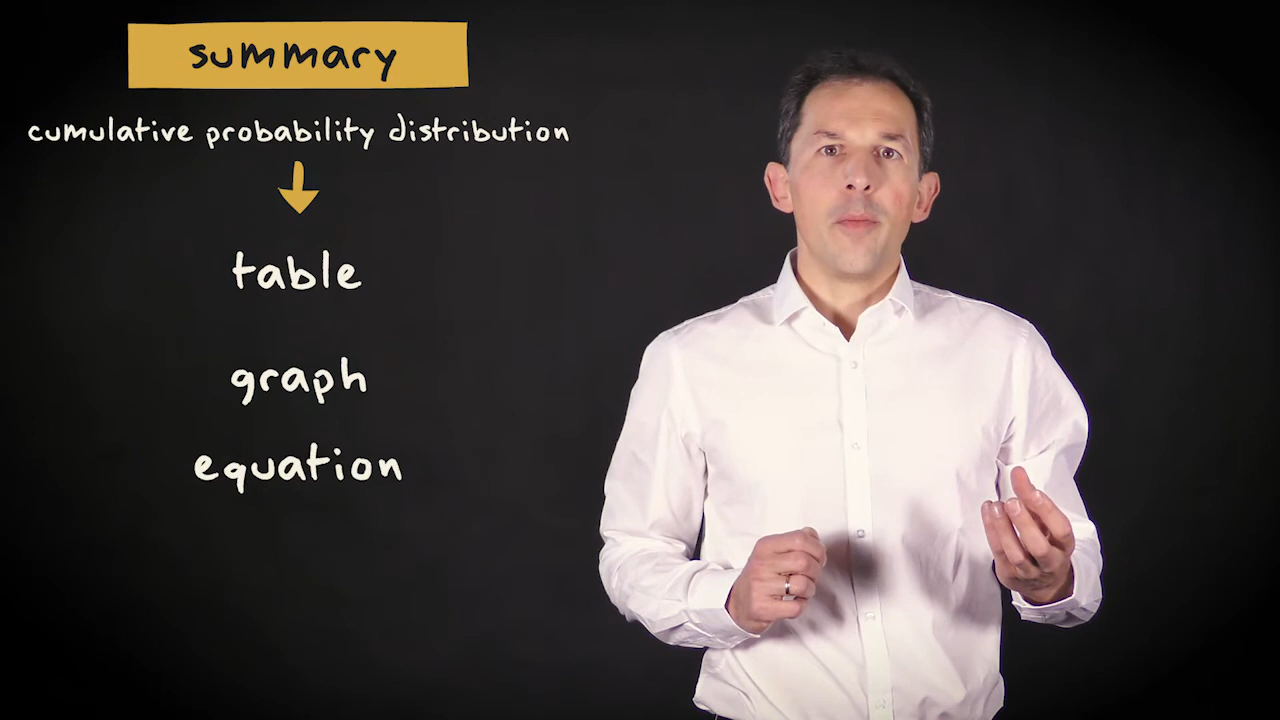 summary
cumulative probability distribution
table
graph
equation